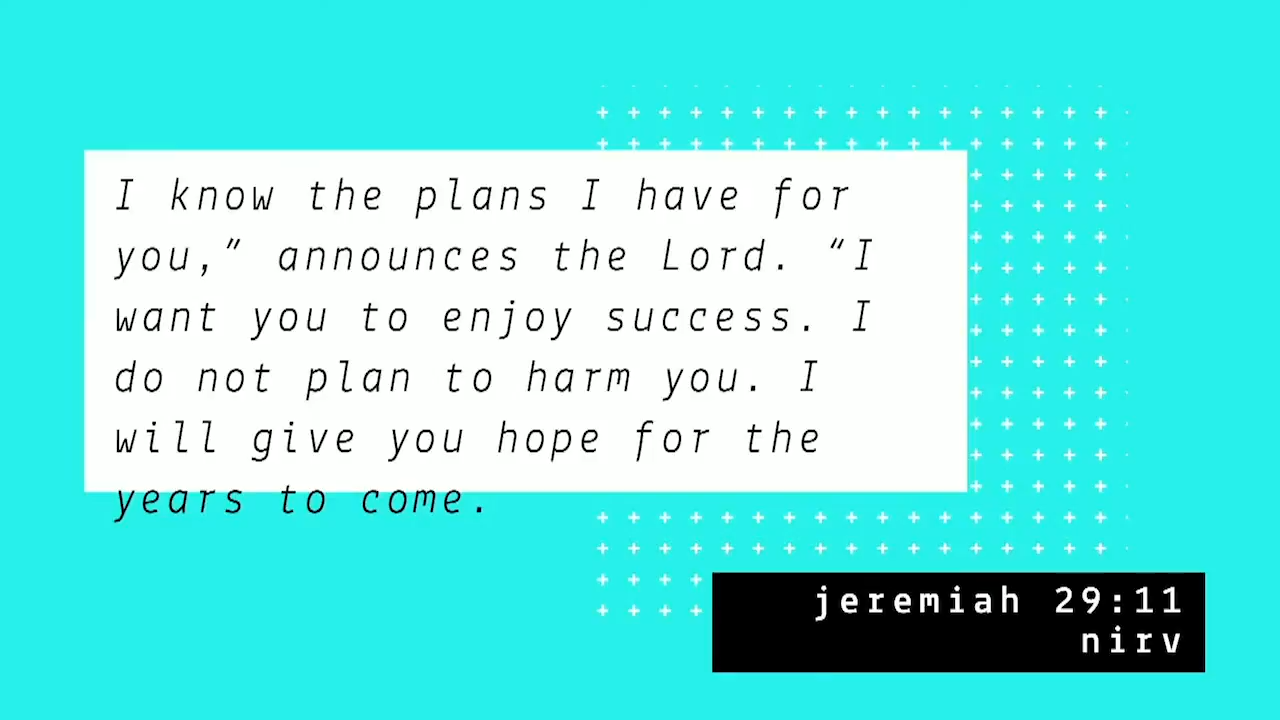 I know the plans I have for
you,” announces the Lord. “I
want you to enjoy success. I
do not plan to harm you. I
will give you hope for the
years to come.
jeremiah 29:11
nirv